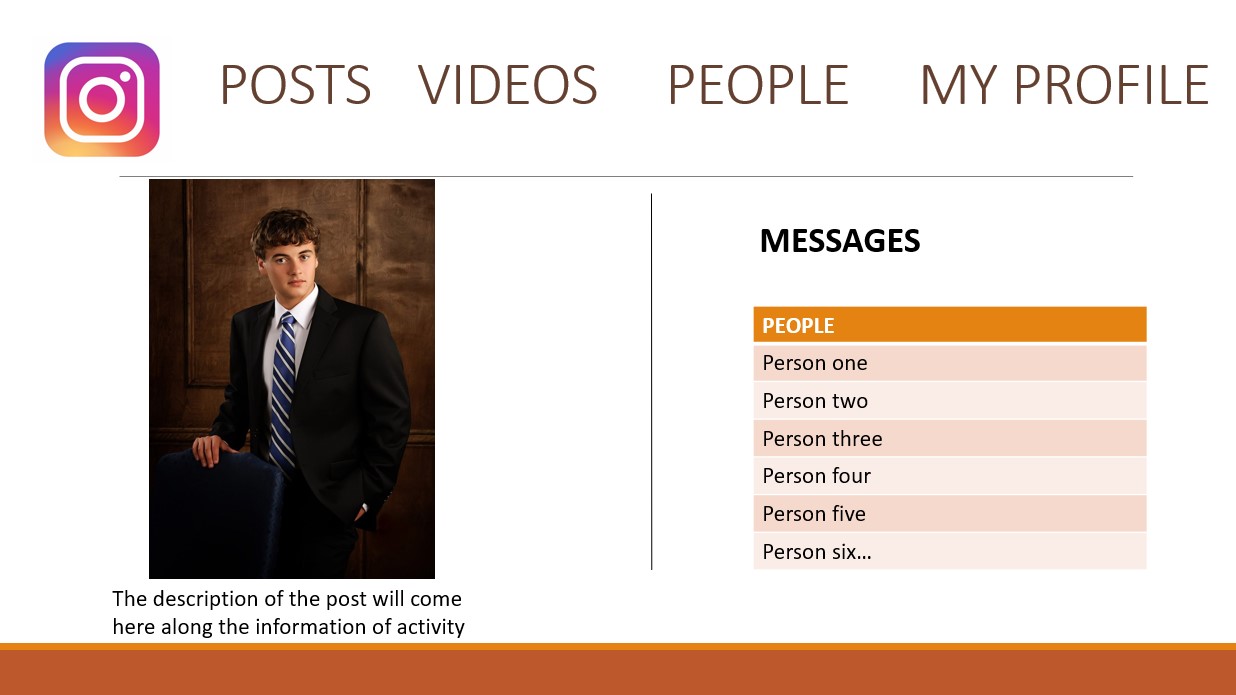 POSTS VIDEOS PEOPLE MY PROFILE
The description of the post will come
here along the information of activity
MESSAGES
PEOPLE
Person one
Person two
Person three
Person four
Person five
Person six...